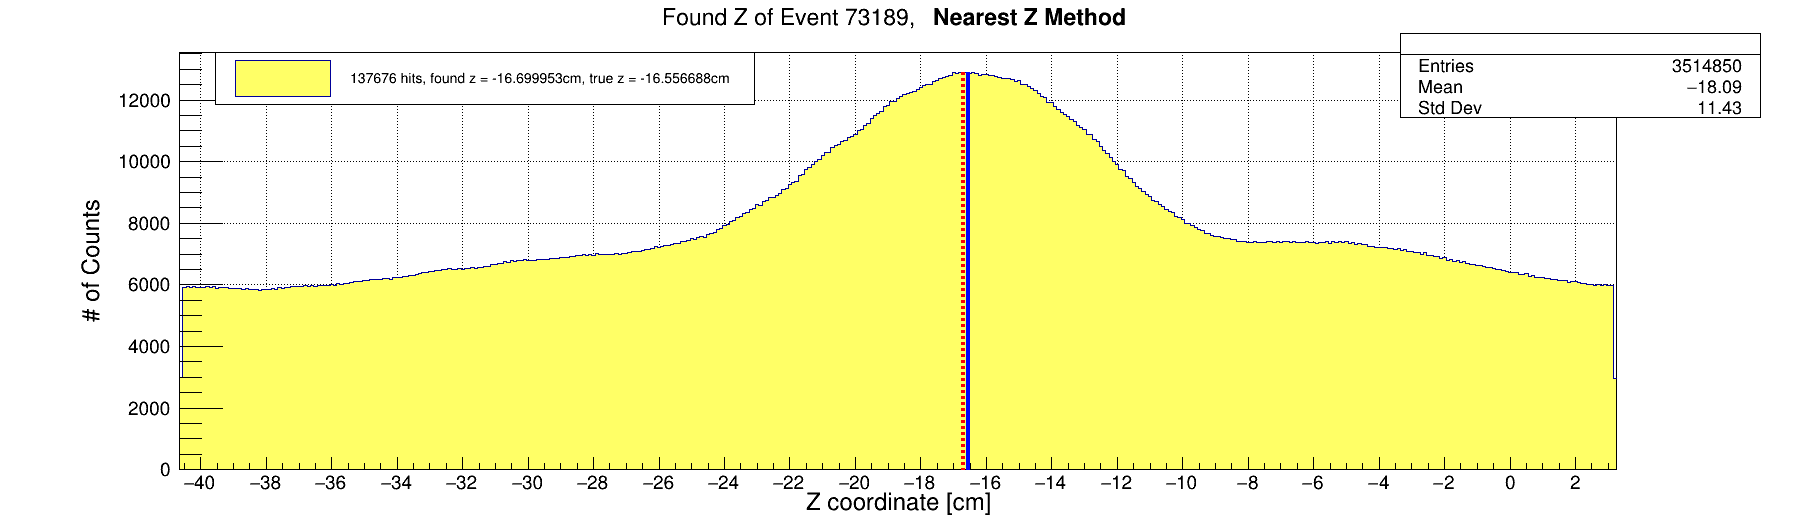 Found Z of Event 73189, Nearest Z Method
137676 hits, found z = -16.699953cm, true z = -16.556688cm
Entries 3514850
Mean −18.09
Std Dev 11.43
# of Counts
12000
10000
8000
6000
4000
2000
0
−40 −38 −36 −34 −32 −30 −28 −26 −24 −22 −20 −18 −16 −14 −12 −10 −8 −6 −4 −2 0 2
Z coordinate [cm]